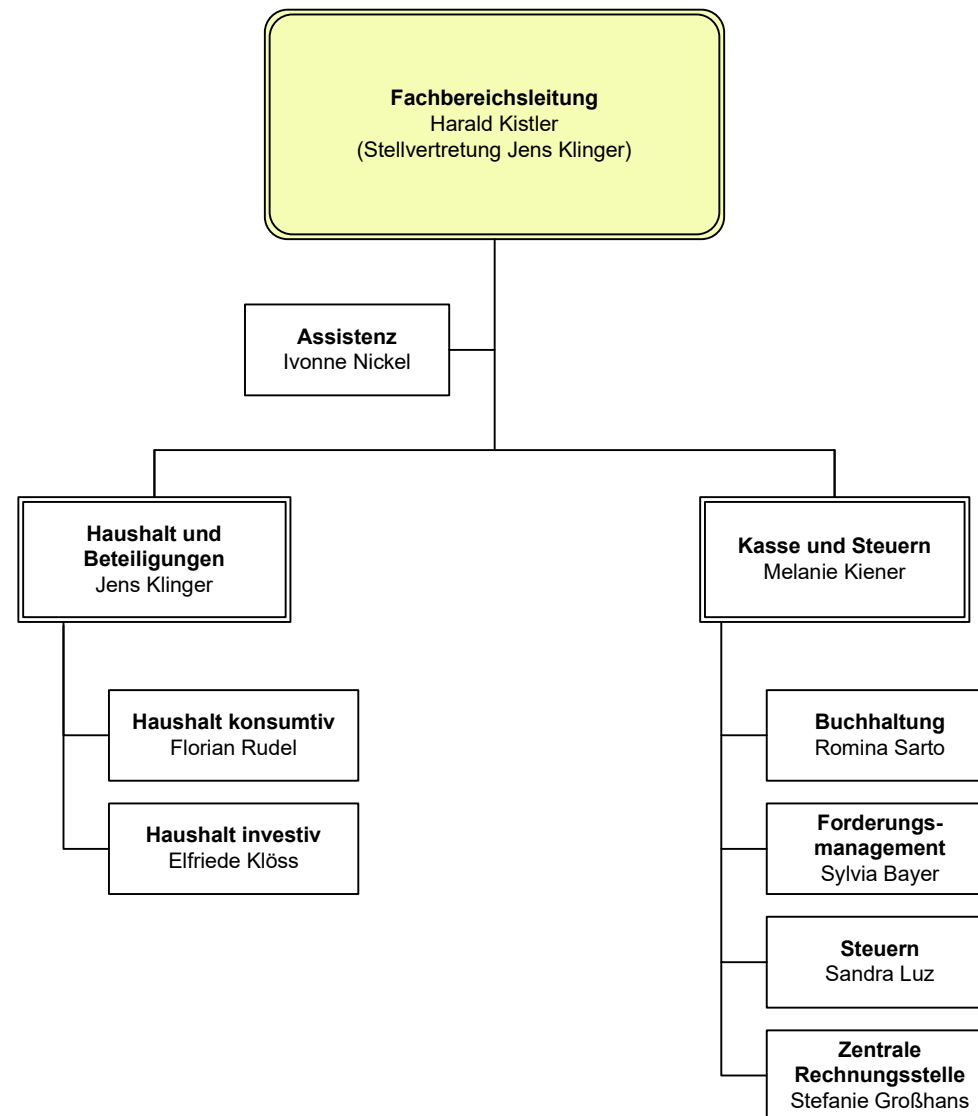 Fachbereichsleitung
Harald Kistler
(Stellvertretung Jens Klinger)
Assistenz
Ivonne Nickel
Haushalt und
Beteiligungen
Jens Klinger
Haushalt konsumtiv
Florian Rudel
Haushalt investiv
Elfriede Klöss
Kasse und Steuern
Melanie Kiener
Buchhaltung
Romina Sarto
Forderungs-
management
Sylvia Bayer
Steuern
Sandra Luz
Zentrale
Rechnungsstelle
Stefanie Großhans